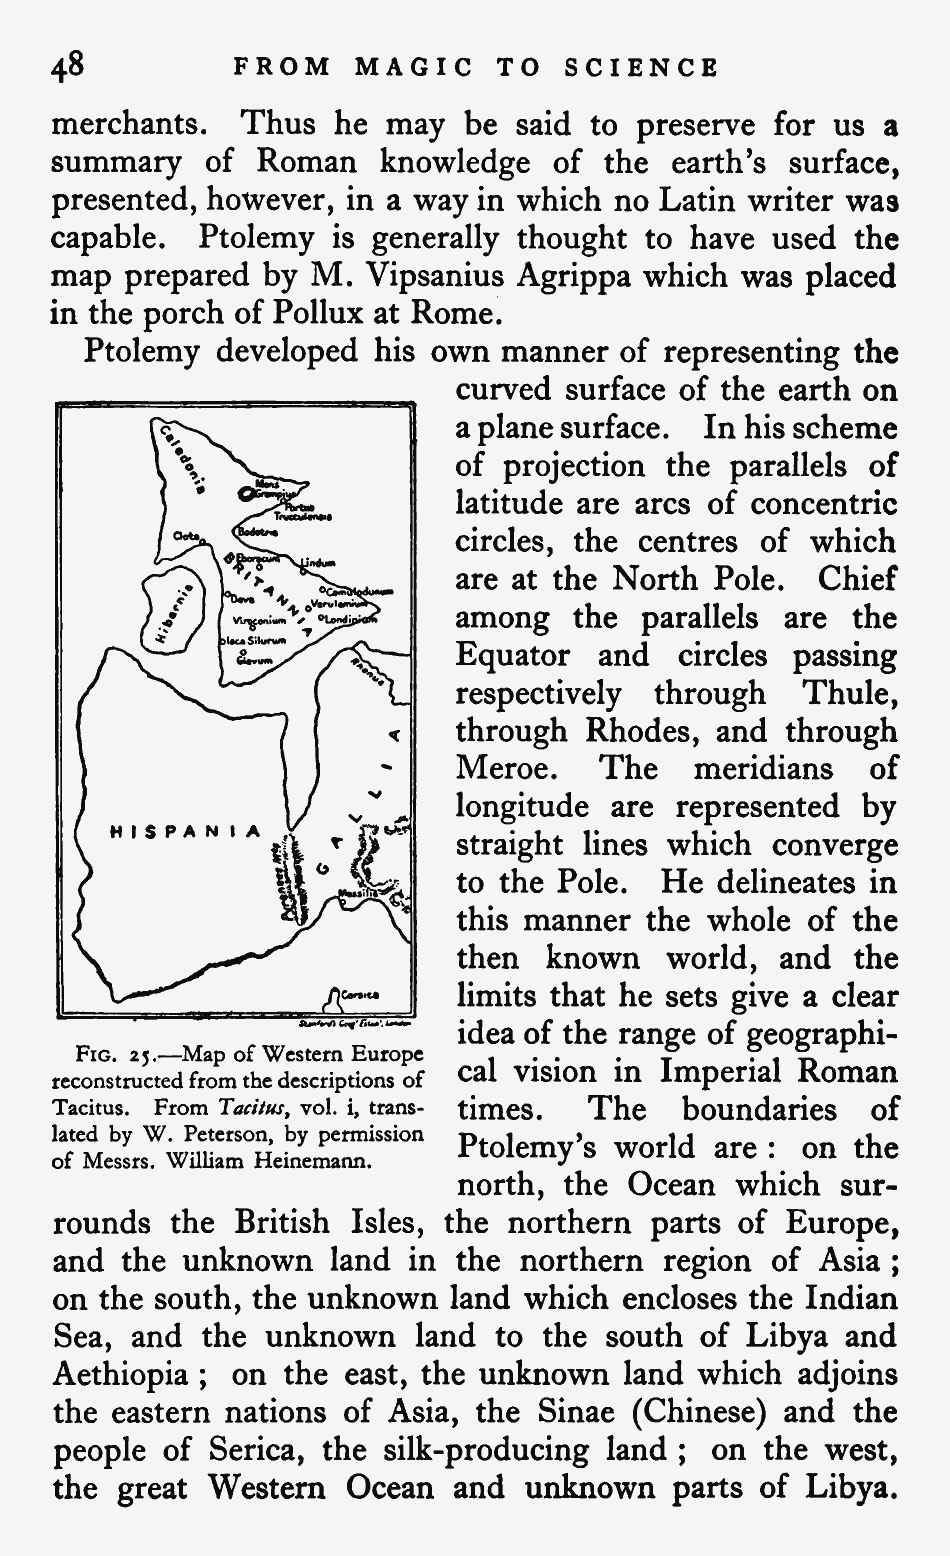 48 FROM MAGIC TO SCIENCE
merchants. Thus he may be said to preserve for us a
summary of Roman knowledge of the earth's surface,
presented, however, in a way in which no Latin writer was
capable. Ptolemy is generally thought to have used the
map prepared by M. Vipsanius Agrippa which was placed
in the porch of Pollux at Rome.
Ptolemy developed his own manner of representing the
curved surface of the earth on
a plane surface. In his scheme
of projection the parallels of
latitude are arcs of concentric
circles, the centres of which
are at the North Pole. Chief
among the parallels are the
Equator and circles passing
respectively through Thule,
through Rhodes, and through
Meroe. The meridians of
longitude are represented by
straight lines which converge
to the Pole. He delineates in
this manner the whole of the
then known world, and the
limits that he sets give a clear
idea of the range of geographi-
cal vision in Imperial Roman
times. The boundaries of
Ptolemy's world are : on the
north, the Ocean which sur-
Caledonia
Mons
Grampius
Portus
Trucculensis
Bodotria
Clota
Eboracum
Lindum
BRITANNIA
Camulodunum
Deva
Verulamium
Viroconium
Londinium
Isca Silurum
Glevum
Hibernia
Rhenus
HISPANIA
GALLIA
Massilia
Corsica
Stanford's Geog. Estab., London
FIG. 25.—Map of Western Europe
reconstructed from the descriptions of
Tacitus. From Tacitus, vol. i, trans-
lated by W. Peterson, by permission
of Messrs. William Heinemann.
rounds the British Isles, the northern parts of Europe,
and the unknown land in the northern region of Asia ;
on the south, the unknown land which encloses the Indian
Sea, and the unknown land to the south of Libya and
Aethiopia ; on the east, the unknown land which adjoins
the eastern nations of Asia, the Sinae (Chinese) and the
people of Serica, the silk-producing land ; on the west,
the great Western Ocean and unknown parts of Libya.